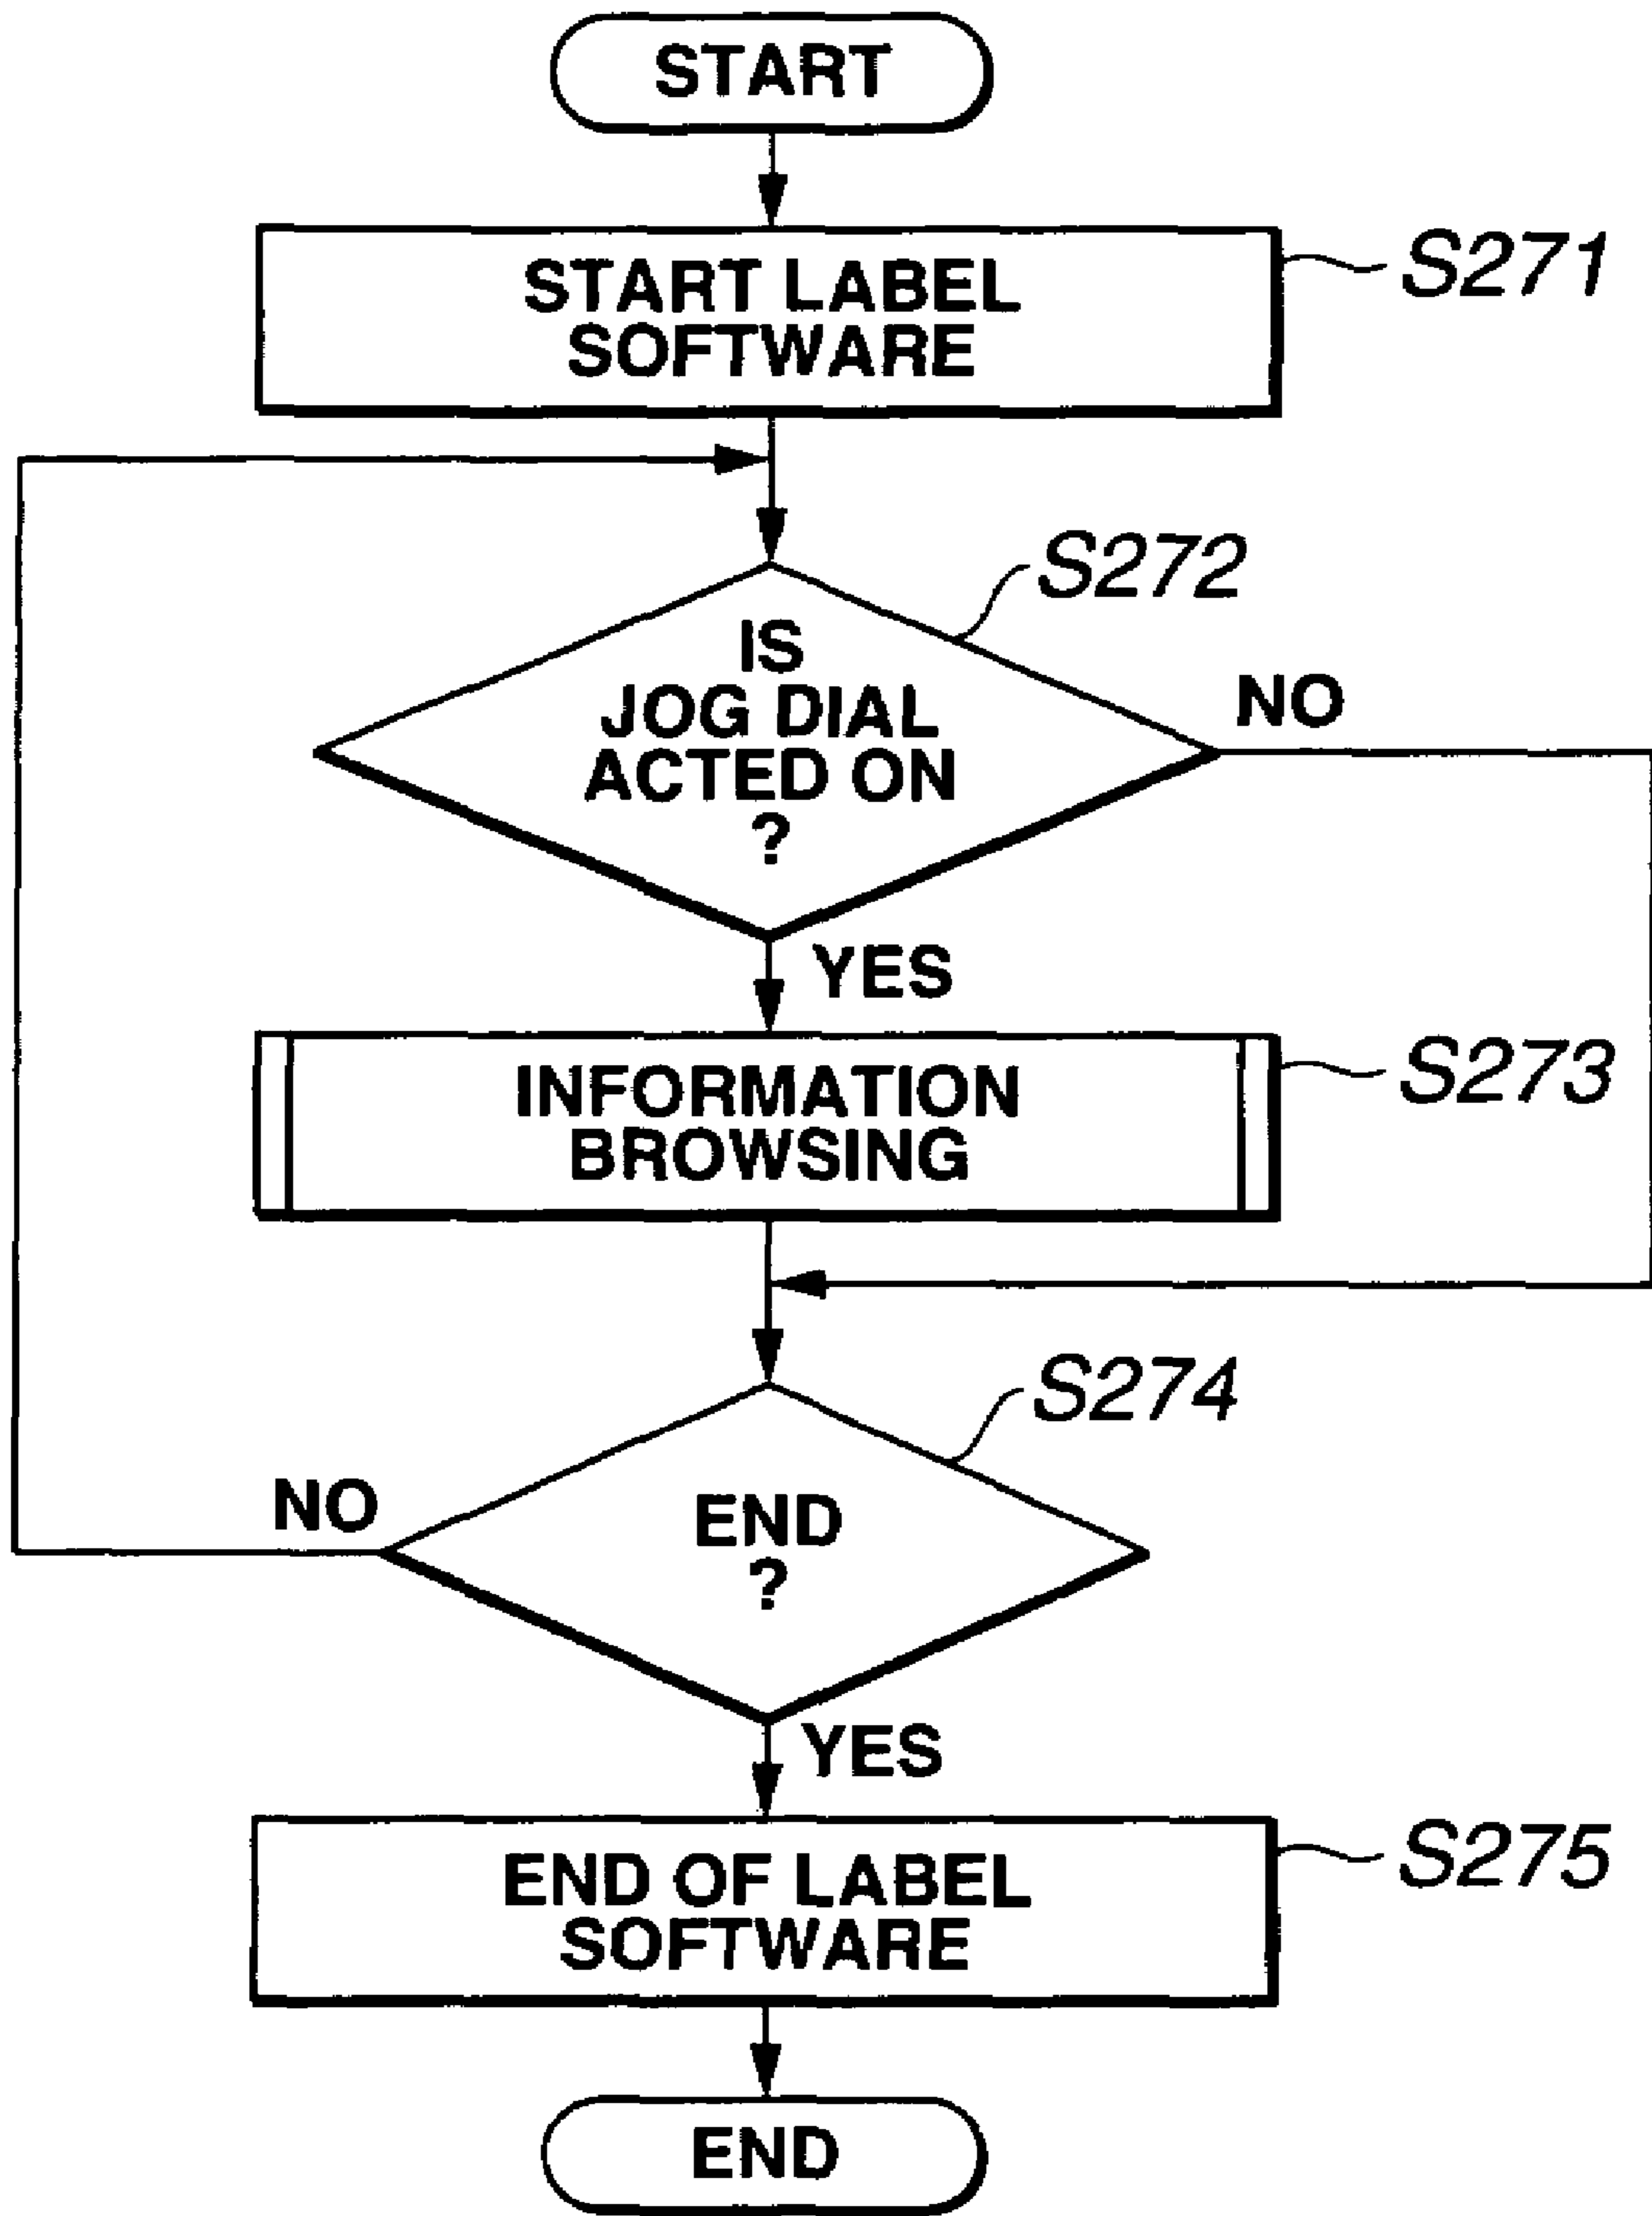 START
START LABEL
SOFTWARE
S271
S272
IS
JOG DIAL
ACTED ON
?
NO
YES
INFORMATION
BROWSING
S273
S274
NO
END
?
YES
END OF LABEL
SOFTWARE
S275
END